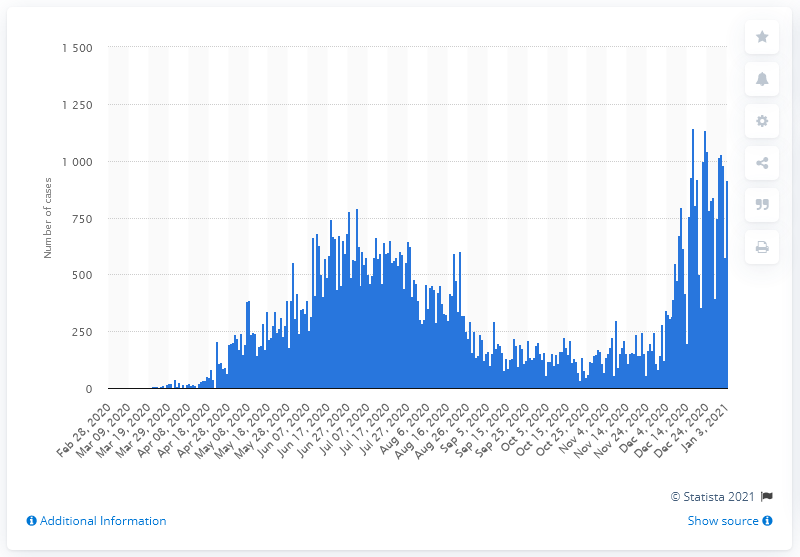 1 500
1 250
1 000
750
500
250
0
Number of cases
Feb 28, 2020
Mar 09, 2020
Mar 19, 2020
Mar 29, 2020
Apr 08, 2020
Apr 18, 2020
Apr 28, 2020
May 08, 2020
May 18, 2020
May 28, 2020
Jun 07, 2020
Jun 17, 2020
Jun 27, 2020
Jul 07, 2020
Jul 17, 2020
Jul 27, 2020
Aug 6, 2020
Aug 16, 2020
Aug 26, 2020
Sep 5, 2020
Sep 15, 2020
Sep 25, 2020
Oct 5, 2020
Oct 15, 2020
Oct 25, 2020
Nov 4, 2020
Nov 14, 2020
Nov 24, 2020
Dec 4, 2020
Dec 14, 2020
Dec 24, 2020
Jan 3, 2021
© Statista 2021
Additional Information
Show source